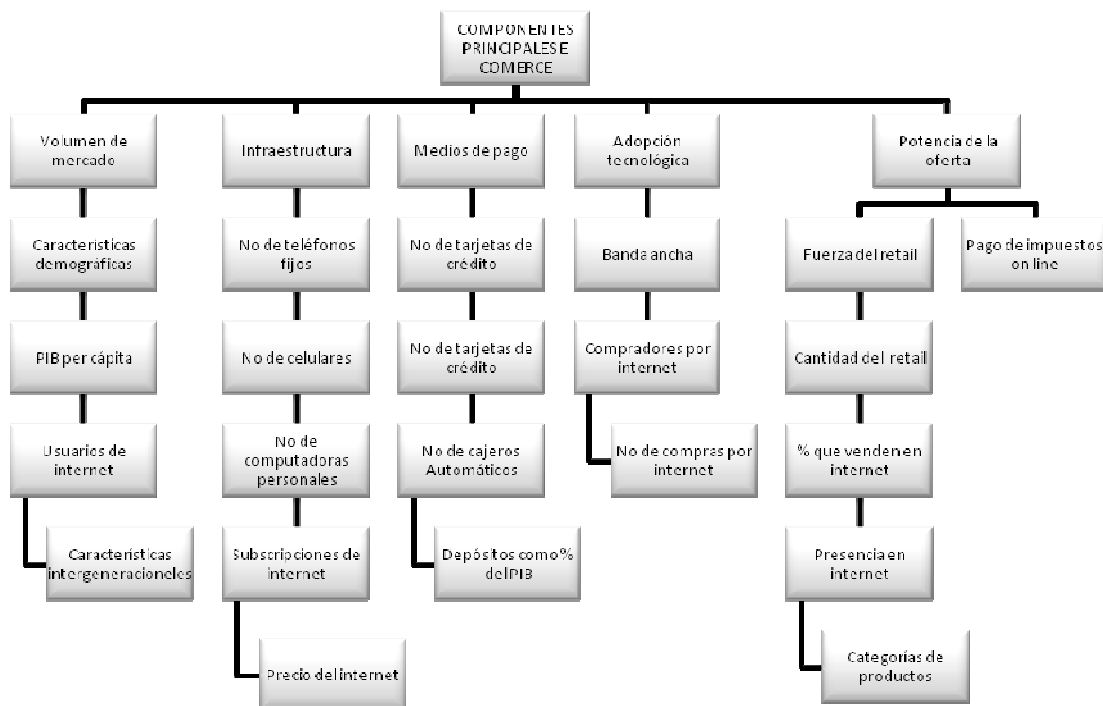 COMPONENTES
PRINCIPALES E
COMERCE
Volumen de
mercado
Características
demográficas
PIB per cápita
Usuarios de
internet
Características
intergeneracioneles
Infraestructura
No de teléfonos
fijos
No de celulares
No de
computadoras
personales
Subscripciones de
internet
Precio del internet
Medios de pago
No de tarjetas de
crédito
No de tarjetas de
crédito
No de cajeros
Automáticos
Depósitos como %
del PIB
Adopción
tecnológica
Banda ancha
Compradores por
internet
No de compras por
internet
Potencia de la
oferta
Fuerza del retail
Cantidad del retail
% que venden en
internet
Presencia en
internet
Categorías de
productos
Pago de impuestos
on line